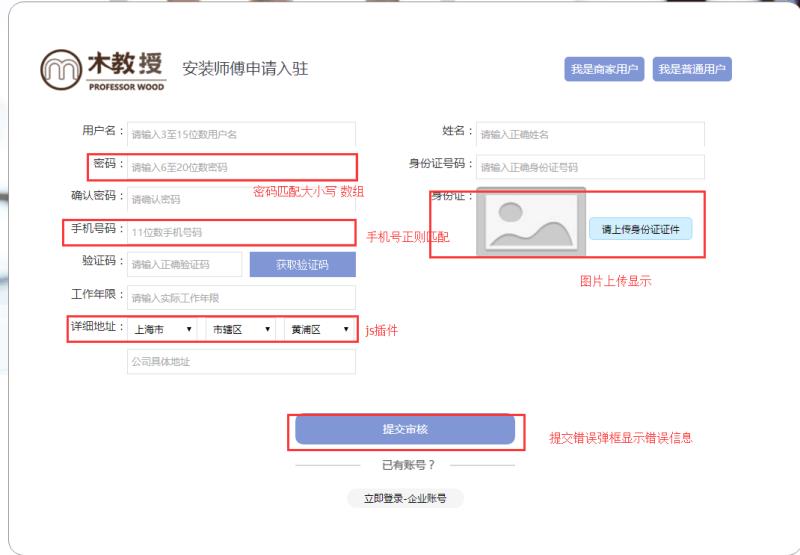 木教授
PROFESSOR WOOD
安装师傅申请入驻
我是商家用户
我是普通用户
用户名：
请输入3至15位数用户名
密码：
请输入6至20位数密码
确认密码：
请确认密码
密码匹配大小写 数组
手机号码：
11位数手机号码
手机号正则匹配
验证码：
请输入正确验证码
获取验证码
工作年限：
请输入实际工作年限
详细地址：
上海市
市辖区
黄浦区
js插件
公司具体地址
姓名：
请输入正确姓名
身份证号码：
请输入正确身份证号码
身份证：
请上传身份证证件
图片上传显示
提交审核
提交错误弹框显示错误信息
已有账号？
立即登录-企业账号